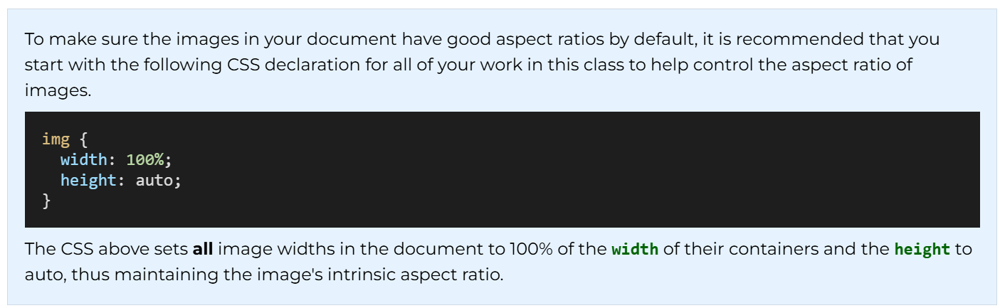 To make sure the images in your document have good aspect ratios by default, it is recommended that you
start with the following CSS declaration for all of your work in this class to help control the aspect ratio of
images.
img {
  width: 100%;
  height: auto;
}
The CSS above sets all image widths in the document to 100% of the width of their containers and the height to
auto, thus maintaining the image's intrinsic aspect ratio.